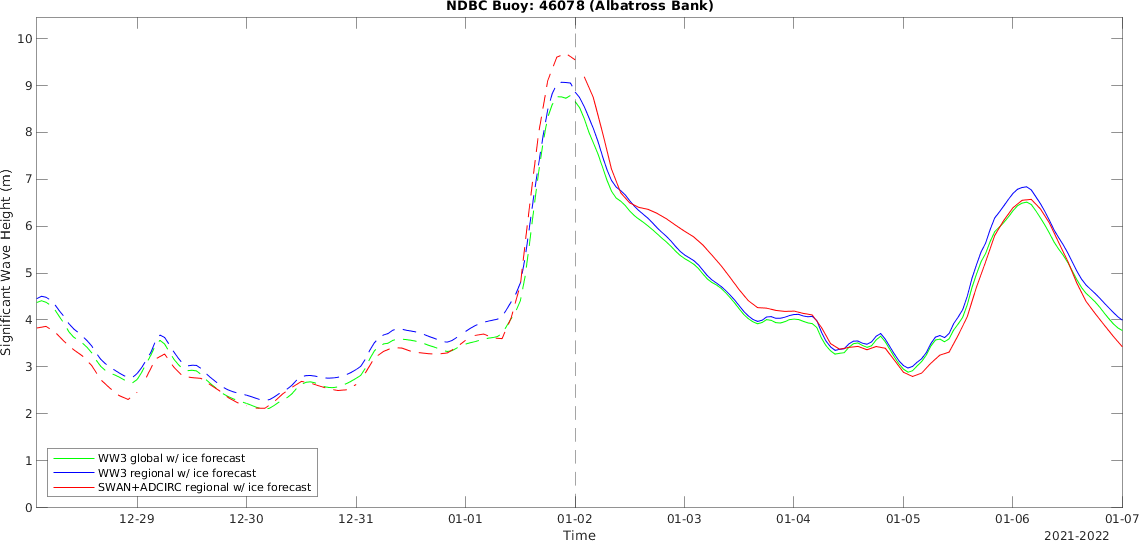 NDBC Buoy: 46078 (Albatross Bank)
10
9
8
7
6
5
4
3
2
1
0
Significant Wave Height (m)
WW3 global w/ ice forecast
WW3 regional w/ ice forecast
SWAN+ADCIRC regional w/ ice forecast
12-29 12-30 12-31 01-01 01-02 01-03 01-04 01-05 01-06 01-07
Time
2021-2022